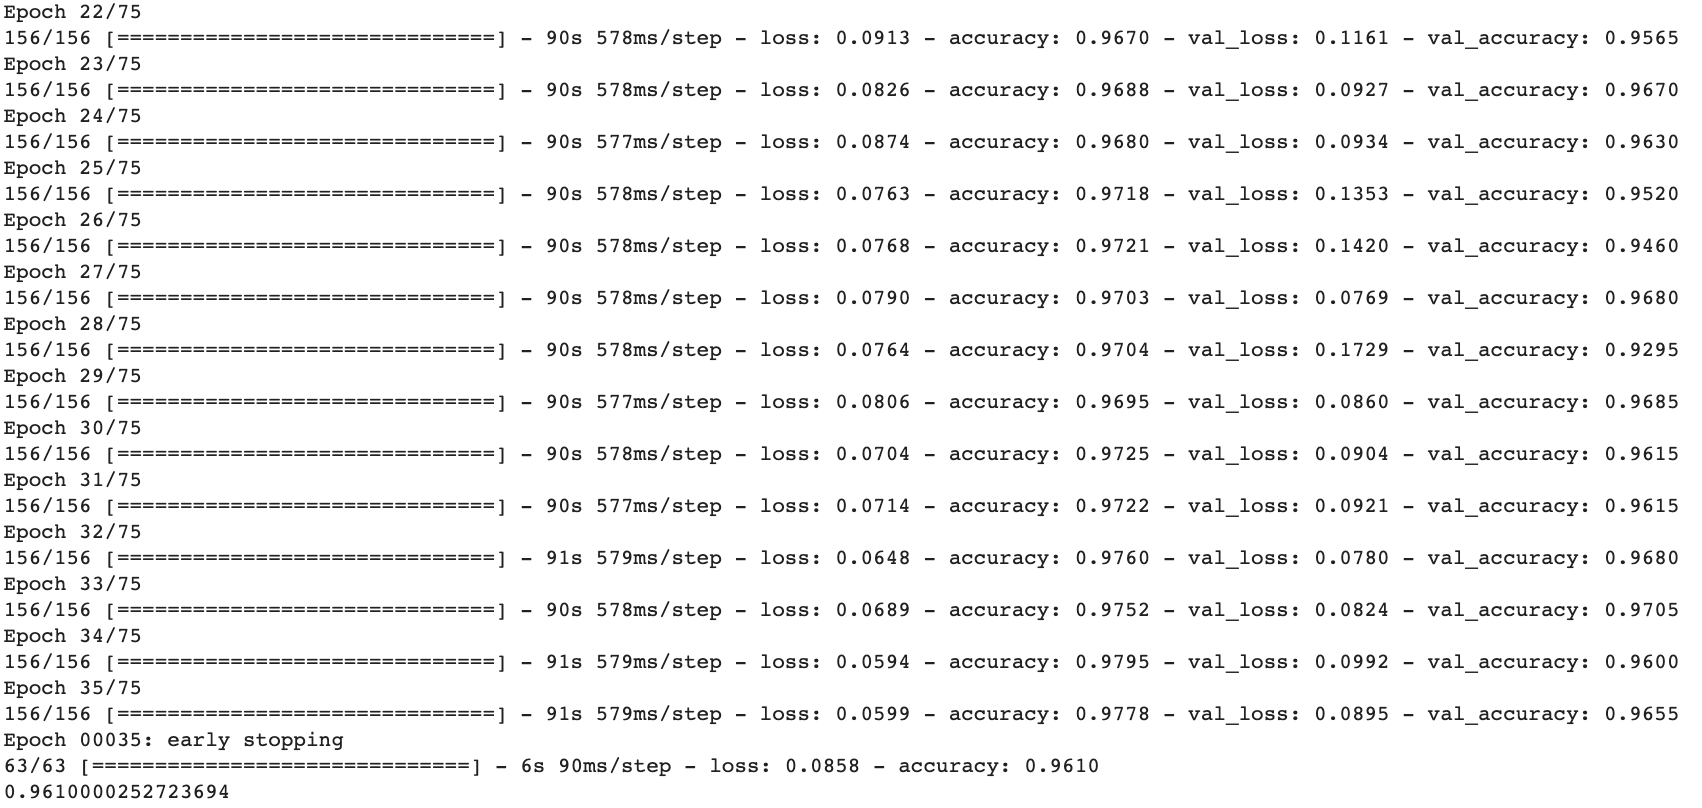 Epoch 22/75
156/156 [==============================] - 90s 578ms/step - loss: 0.0913 - accuracy: 0.9670 - val_loss: 0.1161 - val_accuracy: 0.9565
Epoch 23/75
156/156 [==============================] - 90s 578ms/step - loss: 0.0826 - accuracy: 0.9688 - val_loss: 0.0927 - val_accuracy: 0.9670
Epoch 24/75
156/156 [==============================] - 90s 577ms/step - loss: 0.0874 - accuracy: 0.9680 - val_loss: 0.0934 - val_accuracy: 0.9630
Epoch 25/75
156/156 [==============================] - 90s 578ms/step - loss: 0.0763 - accuracy: 0.9718 - val_loss: 0.1353 - val_accuracy: 0.9520
Epoch 26/75
156/156 [==============================] - 90s 578ms/step - loss: 0.0768 - accuracy: 0.9721 - val_loss: 0.1420 - val_accuracy: 0.9460
Epoch 27/75
156/156 [==============================] - 90s 578ms/step - loss: 0.0790 - accuracy: 0.9703 - val_loss: 0.0769 - val_accuracy: 0.9680
Epoch 28/75
156/156 [==============================] - 90s 578ms/step - loss: 0.0764 - accuracy: 0.9704 - val_loss: 0.1729 - val_accuracy: 0.9295
Epoch 29/75
156/156 [==============================] - 90s 577ms/step - loss: 0.0806 - accuracy: 0.9695 - val_loss: 0.0860 - val_accuracy: 0.9685
Epoch 30/75
156/156 [==============================] - 90s 578ms/step - loss: 0.0704 - accuracy: 0.9725 - val_loss: 0.0904 - val_accuracy: 0.9615
Epoch 31/75
156/156 [==============================] - 90s 577ms/step - loss: 0.0714 - accuracy: 0.9722 - val_loss: 0.0921 - val_accuracy: 0.9615
Epoch 32/75
156/156 [==============================] - 91s 579ms/step - loss: 0.0648 - accuracy: 0.9760 - val_loss: 0.0780 - val_accuracy: 0.9680
Epoch 33/75
156/156 [==============================] - 90s 578ms/step - loss: 0.0689 - accuracy: 0.9752 - val_loss: 0.0824 - val_accuracy: 0.9705
Epoch 34/75
156/156 [==============================] - 91s 579ms/step - loss: 0.0594 - accuracy: 0.9795 - val_loss: 0.0992 - val_accuracy: 0.9600
Epoch 35/75
156/156 [==============================] - 91s 579ms/step - loss: 0.0599 - accuracy: 0.9778 - val_loss: 0.0895 - val_accuracy: 0.9655
Epoch 00035: early stopping
63/63 [==============================] - 6s 90ms/step - loss: 0.0858 - accuracy: 0.9610
0.9610000252723694